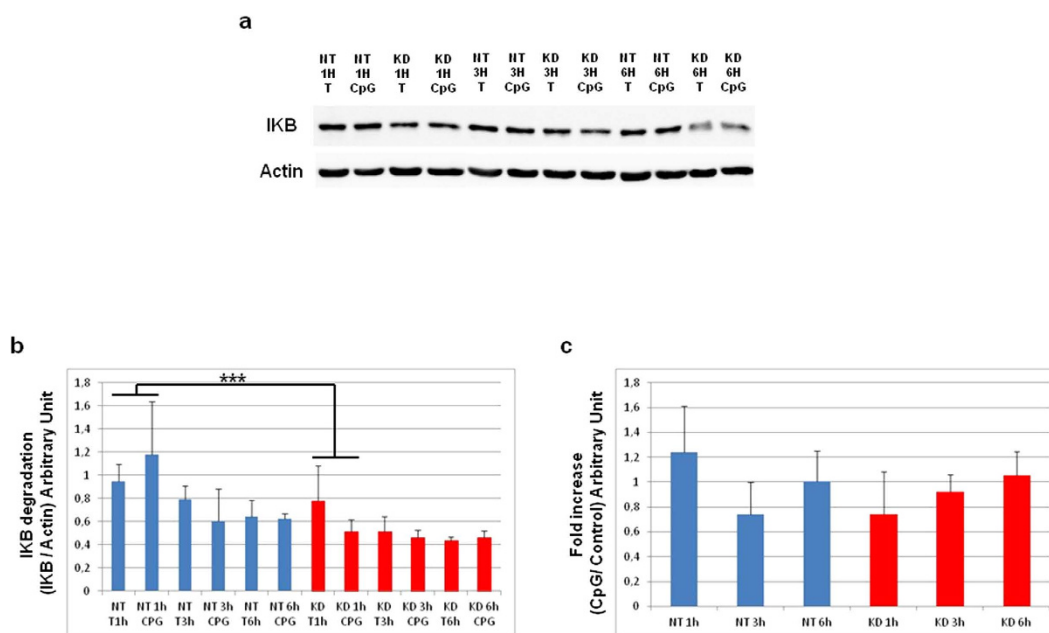 a
NT NT KD KD NT NT KD KD NT NT KD KD
1H 1H 1H 1H 3H 3H 3H 3H 6H 6H 6H 6H
T CpG T CpG T CpG T CpG T CpG T CpG
IKB
Actin
b
IKB degradation
(IKB / Actin) Arbitrary Unit
1,8
1,6
1,4
1,2
1
0,8
0,6
0,4
0,2
0
***
NT NT 1h NT NT 3h NT NT 6h KD KD 1h KD KD 3h KD KD 6h
T1h CPG T3h CPG T6h CPG T1h CPG T3h CPG T6h CPG
c
Fold increase
(CpG/ Control) Arbitrary Unit
1,8
1,6
1,4
1,2
1
0,8
0,6
0,4
0,2
0
NT 1h NT 3h NT 6h KD 1h KD 3h KD 6h